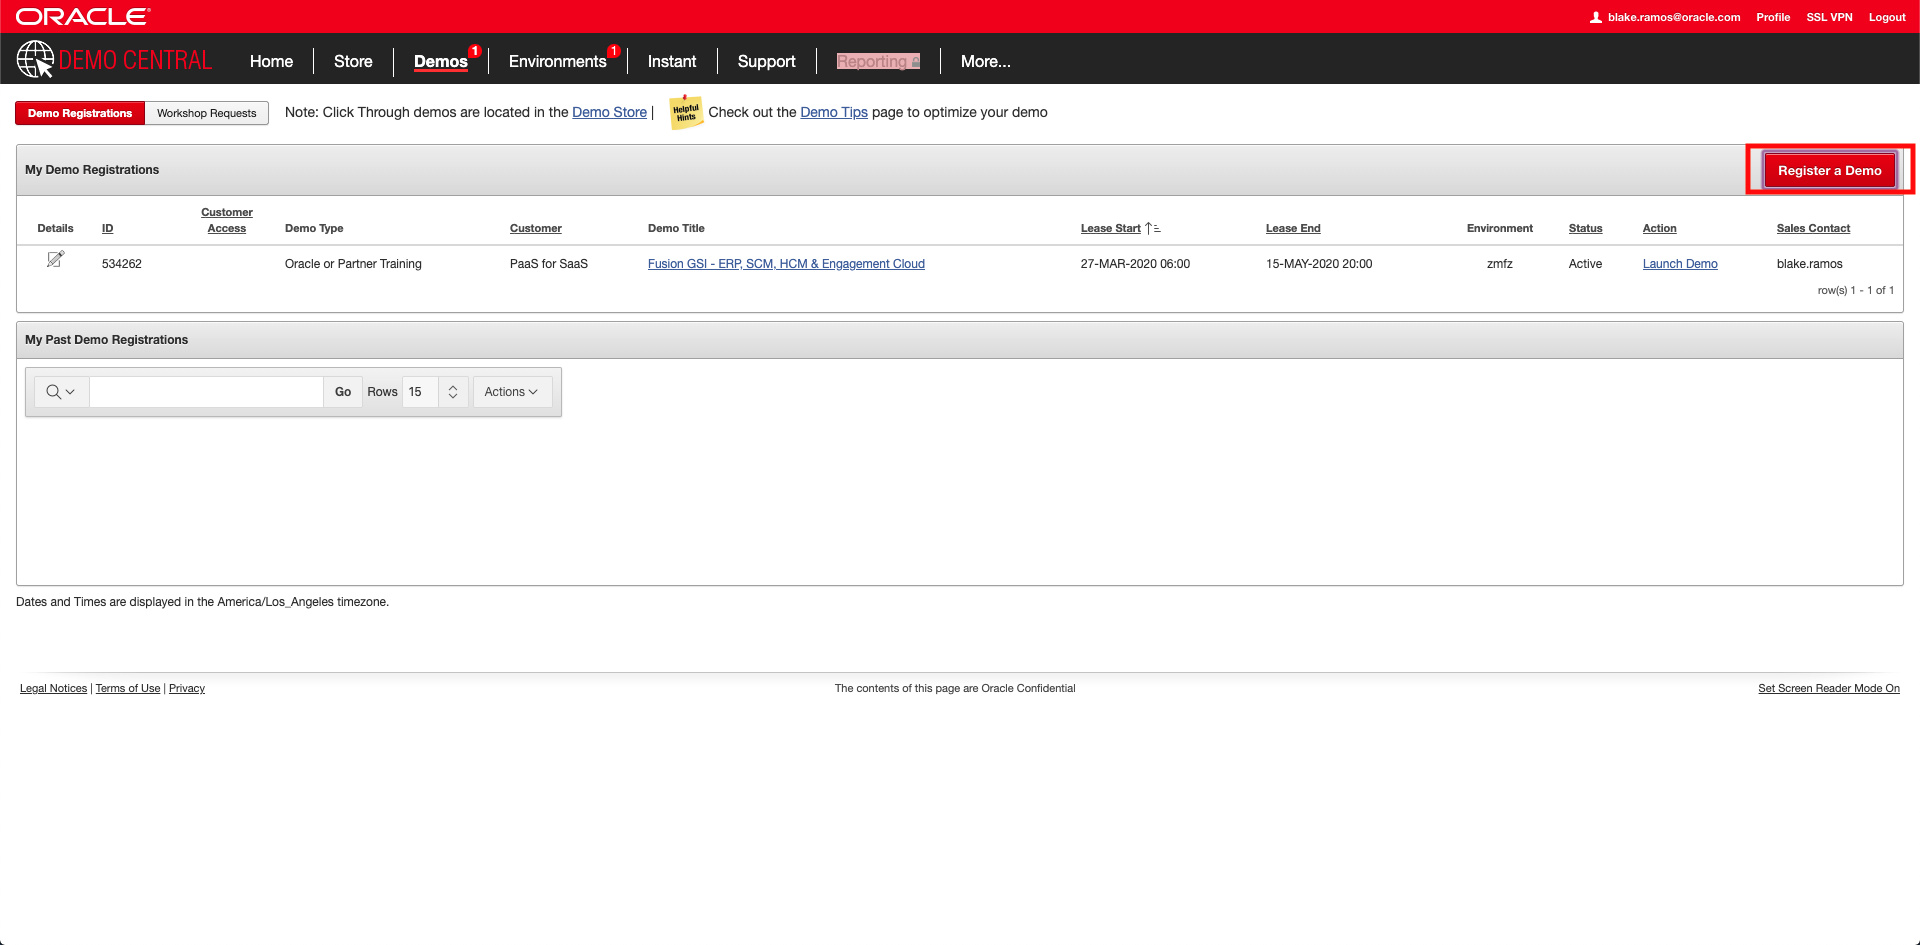 ORACLE
blake.ramos@oracle.com Profile SSL VPN Logout
DEMO CENTRAL Home Store Demos 1 Environments 1 Instant Support Reporting More...
Demo Registrations Workshop Requests Note: Click Through demos are located in the Demo Store | Helpful Hints Check out the Demo Tips page to optimize your demo
My Demo Registrations Register a Demo
Details ID Customer Access Demo Type Customer Demo Title Lease Start Lease End Environment Status Action Sales Contact
534262 Oracle or Partner Training PaaS for SaaS Fusion GSI - ERP, SCM, HCM & Engagement Cloud 27-MAR-2020 06:00 15-MAY-2020 20:00 zmfz Active Launch Demo blake.ramos
row(s) 1 - 1 of 1
My Past Demo Registrations
Go Rows 15 Actions
Dates and Times are displayed in the America/Los_Angeles timezone.
Legal Notices | Terms of Use | Privacy The contents of this page are Oracle Confidential Set Screen Reader Mode On